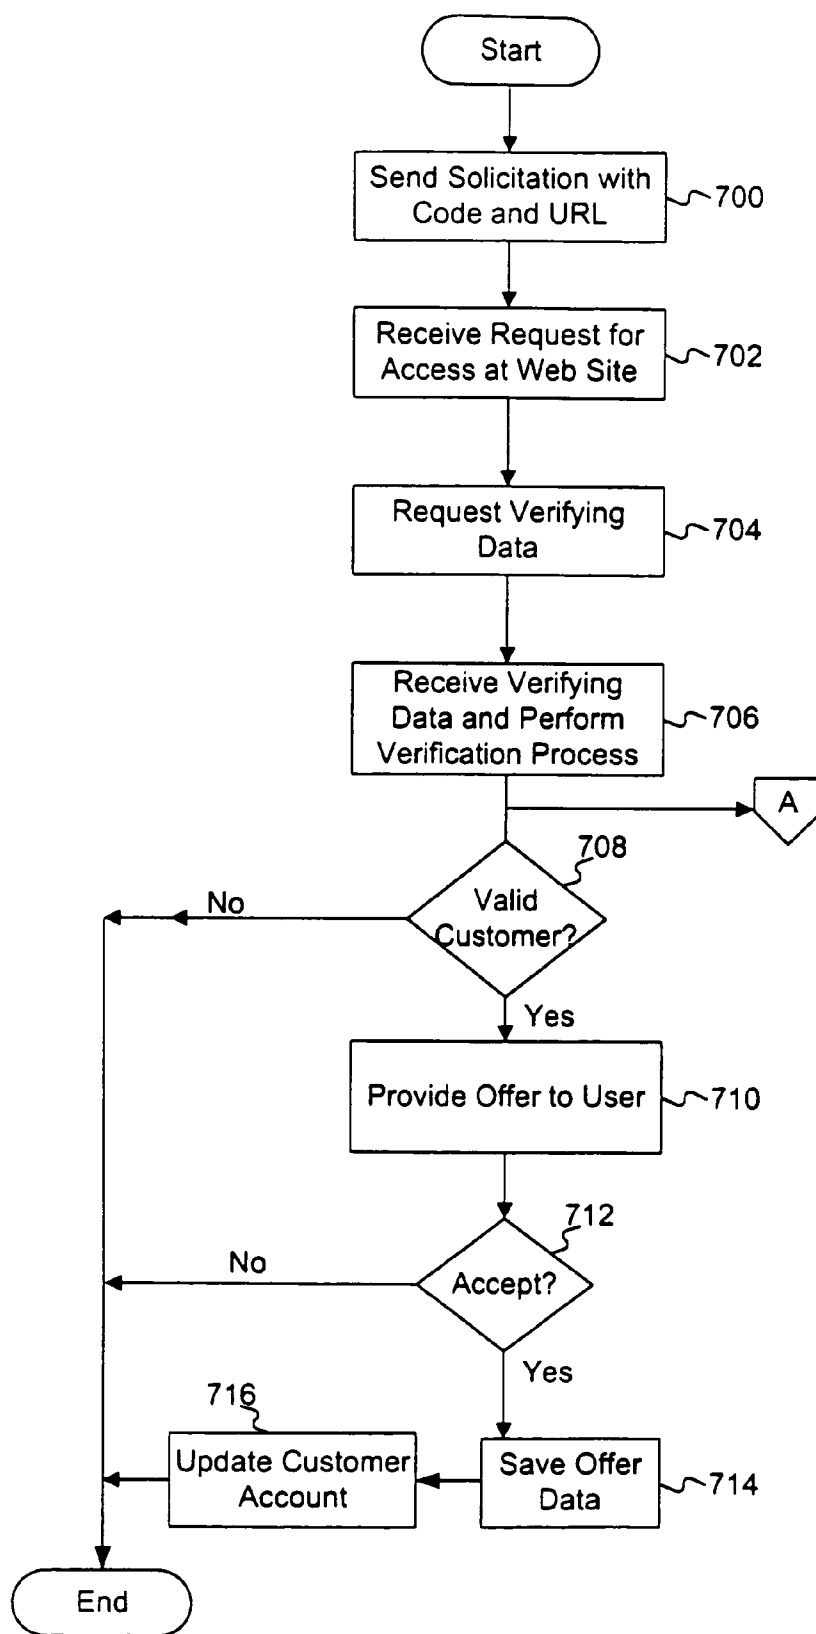 Start
Send Solicitation with
Code and URL
700
Receive Request for
Access at Web Site
702
Request Verifying
Data
704
Receive Verifying
Data and Perform
Verification Process
706
A
708
Valid
Customer?
No
Yes
Provide Offer to User
710
712
Accept?
No
Yes
716
Update Customer
Account
Save Offer
Data
714
End